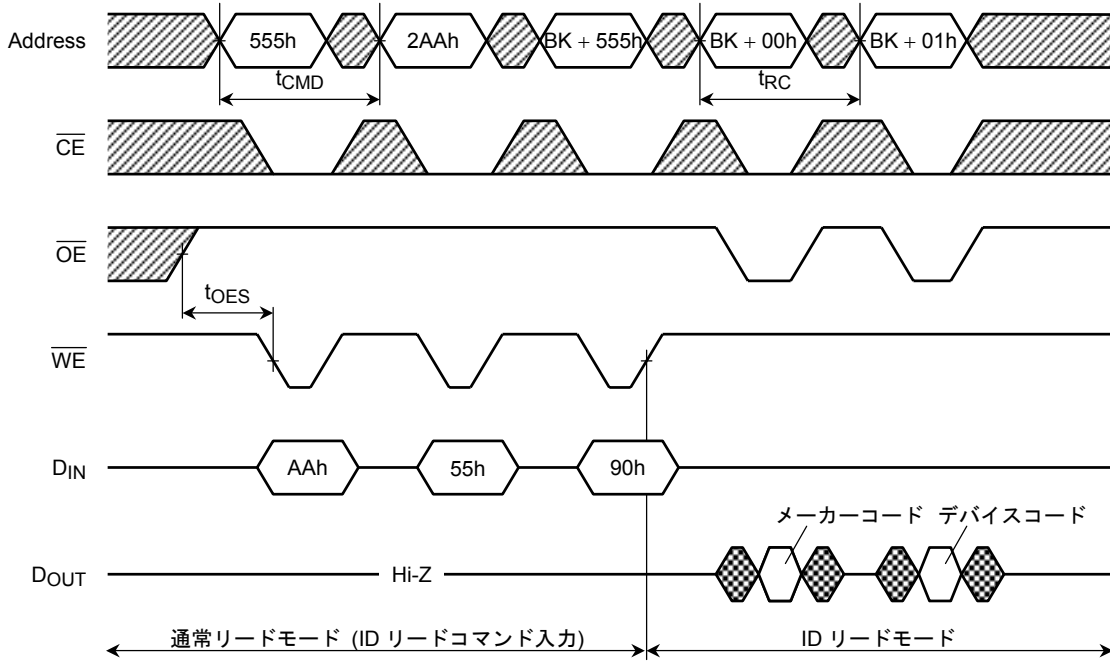 Address 555h 2AAh BK + 555h BK + 00h BK + 01h
tCMD tRC
CE
OE
tOES
WE
DIN AAh 55h 90h
メーカーコード デバイスコード
DOUT Hi-Z
通常リードモード (ID リードコマンド入力) ID リードモード